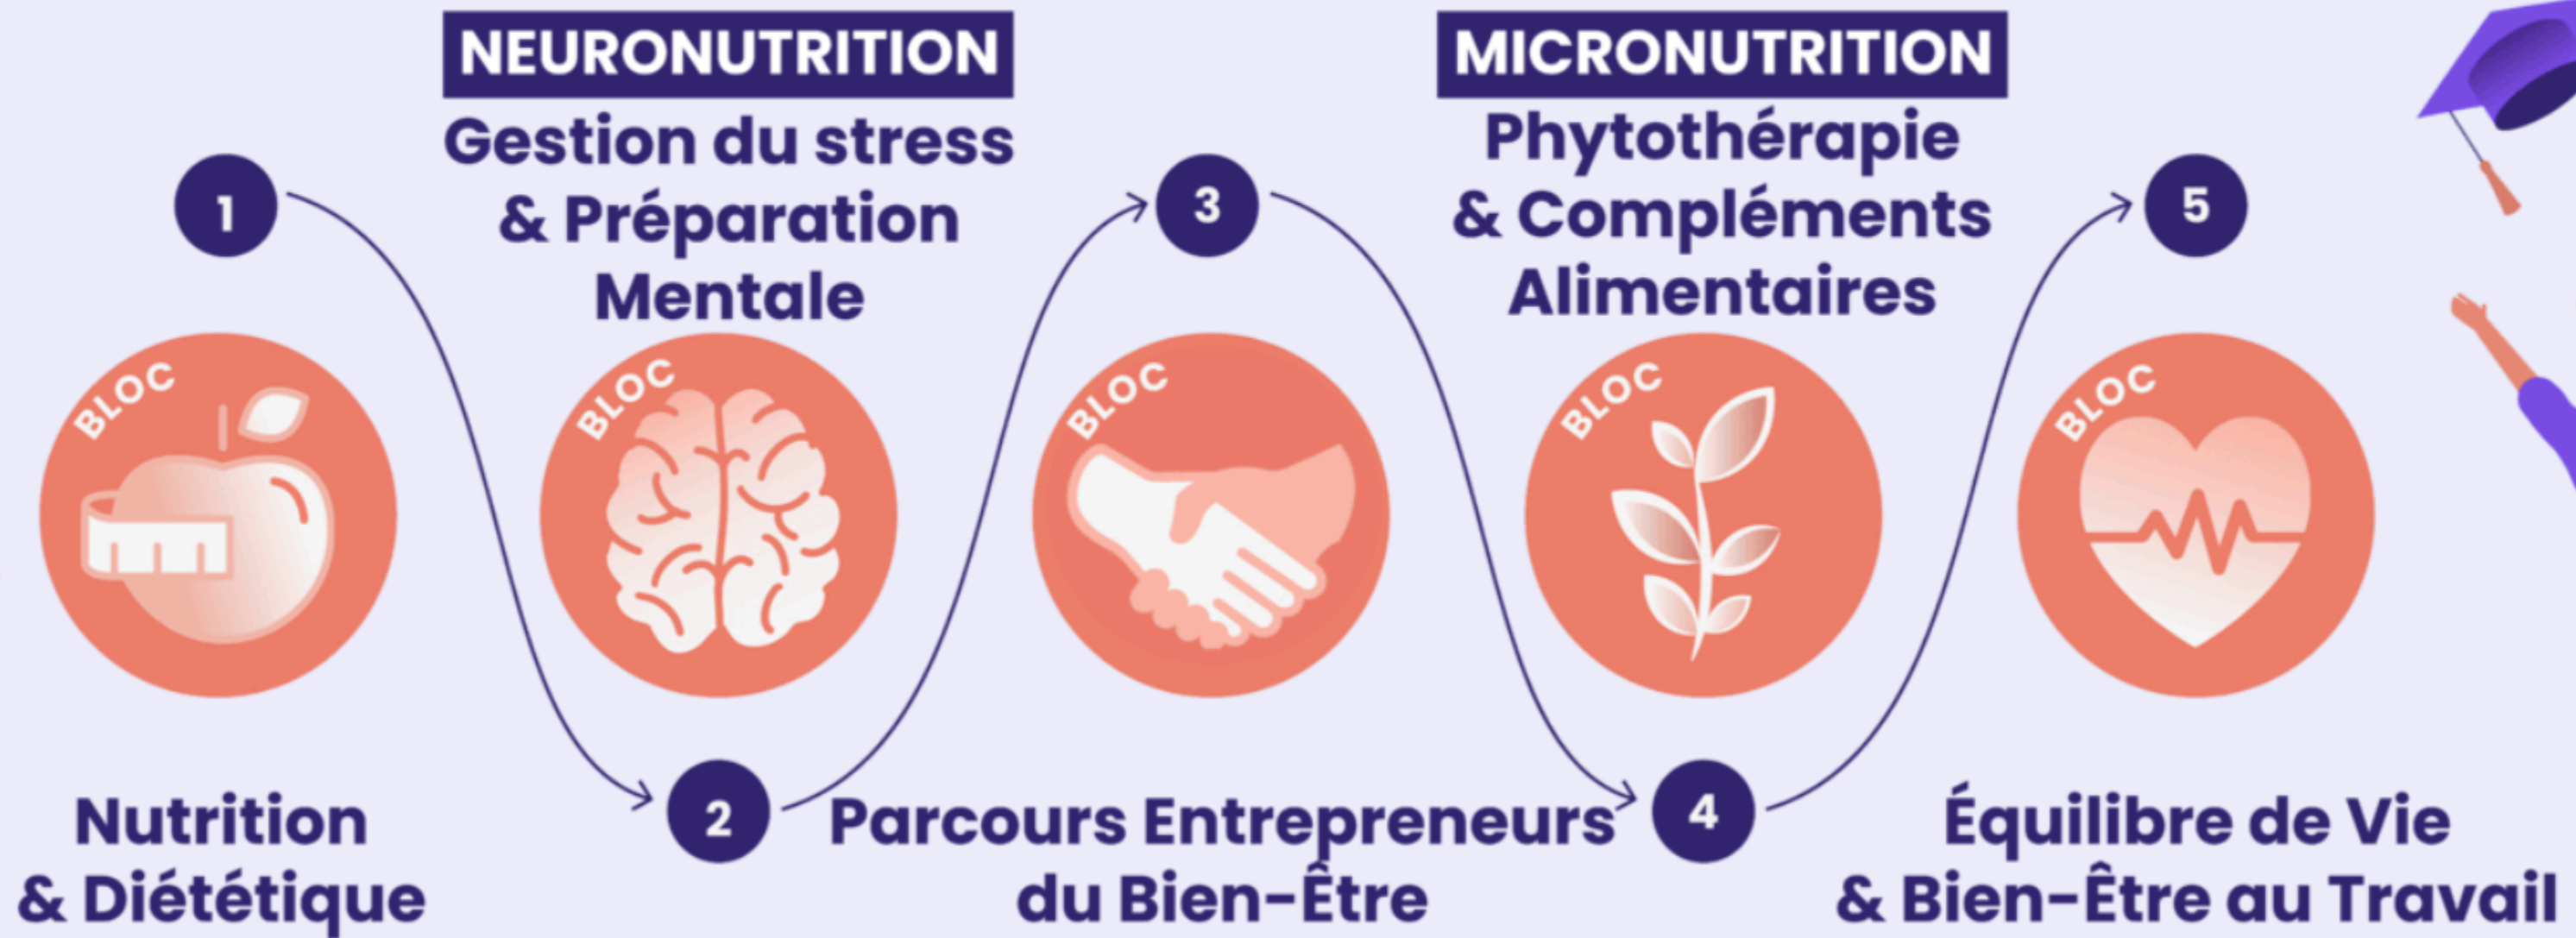 1
BLOC
Nutrition
& Diététique
NEURONUTRITION
Gestion du stress
& Préparation
Mentale
BLOC
2
3
BLOC
Parcours Entrepreneurs
du Bien-Être
MICRONUTRITION
Phytothérapie
& Compléments
Alimentaires
BLOC
4
5
BLOC
Équilibre de Vie
& Bien-Être au Travail